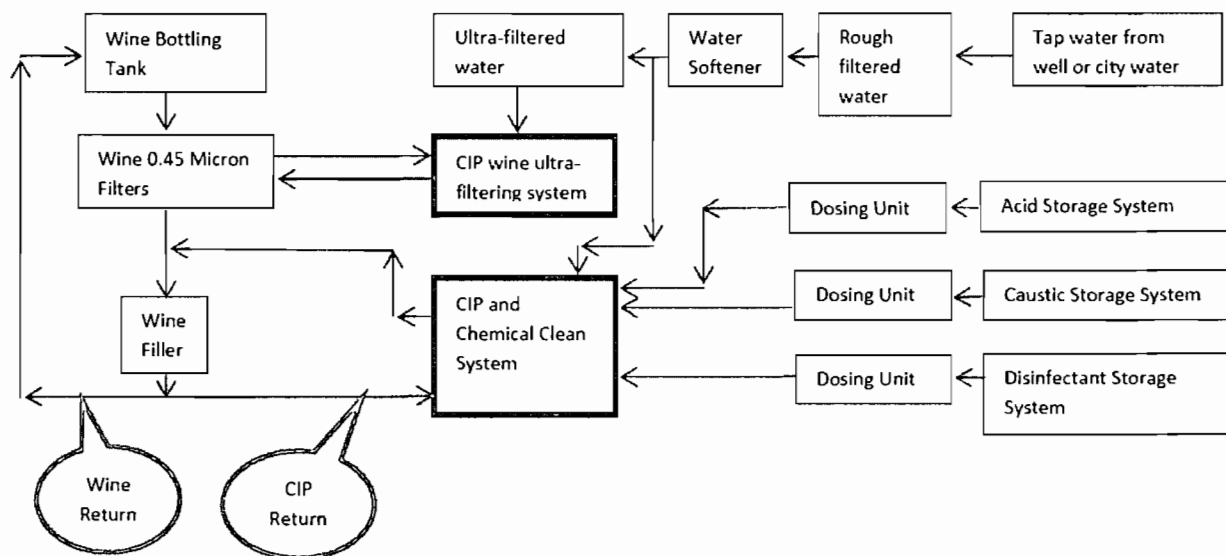 Wine Bottling
Tank
Ultra-filtered
water
Water
Softener
Rough
filtered
water
Tap water from
well or city water
Wine 0.45 Micron
Filters
CIP wine ultra-
filtering system
Dosing Unit
Acid Storage System
CIP and
Chemical Clean
System
Dosing Unit
Caustic Storage System
Wine
Filler
Dosing Unit
Disinfectant Storage
System
Wine
Return
CIP
Return